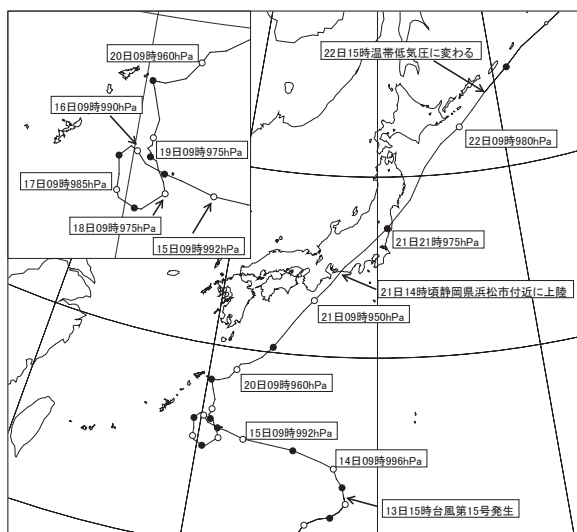 20日09時960hPa
16日09時990hPa
19日09時975hPa
17日09時985hPa
18日09時975hPa
15日09時992hPa
22日15時温帯低気圧に変わる
22日09時980hPa
21日21時975hPa
21日14時頃静岡県浜松市付近に上陸
21日09時950hPa
20日09時960hPa
15日09時992hPa
14日09時996hPa
13日15時台風第15号発生